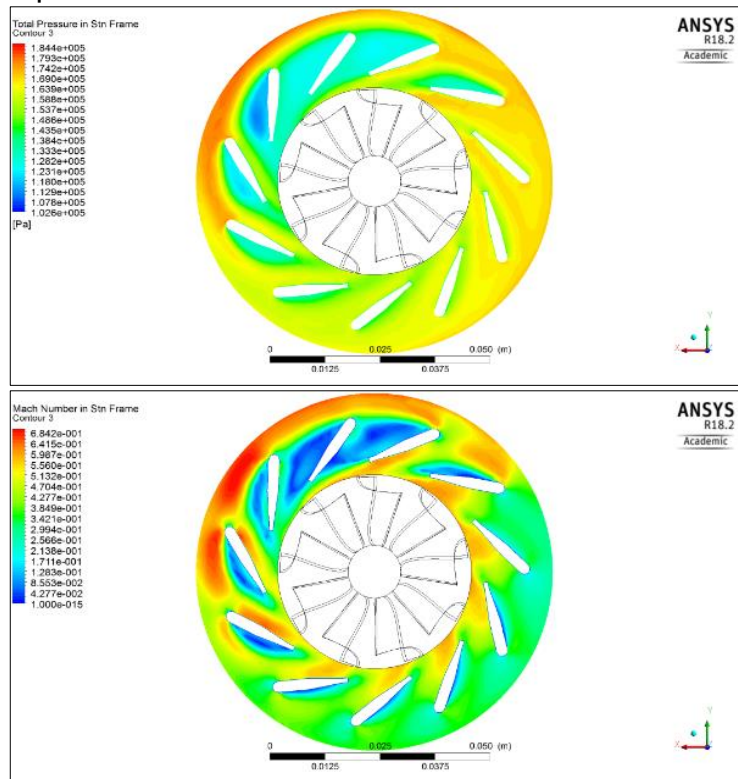 Total Pressure in Stn Frame
Contour 3
1.844e+005
1.793e+005
1.742e+005
1.690e+005
1.639e+005
1.588e+005
1.537e+005
1.486e+005
1.435e+005
1.384e+005
1.333e+005
1.282e+005
1.231e+005
1.180e+005
1.129e+005
1.078e+005
1.026e+005
[Pa]
ANSYS
R18.2
Academic
0 0.025 0.050 (m)
0.0125 0.0375
Y
X
Mach Number in Stn Frame
Contour 3
6.842e-001
6.415e-001
5.987e-001
5.560e-001
5.132e-001
4.704e-001
4.277e-001
3.849e-001
3.421e-001
2.994e-001
2.566e-001
2.138e-001
1.711e-001
1.283e-001
8.553e-002
4.277e-002
1.000e-015
ANSYS
R18.2
Academic
0 0.025 0.050 (m)
0.0125 0.0375
Y
X